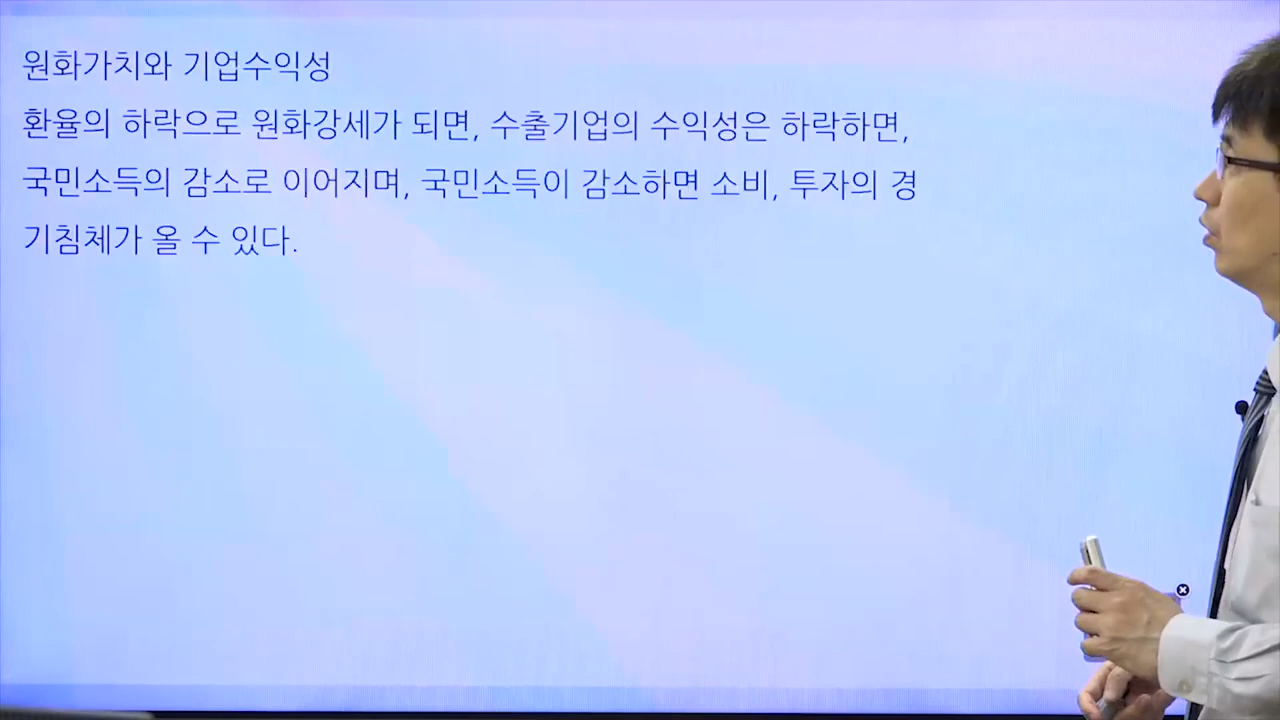 원화가치와 기업수익성
환율의 하락으로 원화강세가 되면, 수출기업의 수익성은 하락하면,
국민소득의 감소로 이어지며, 국민소득이 감소하면 소비, 투자의 경
기침체가 올 수 있다.